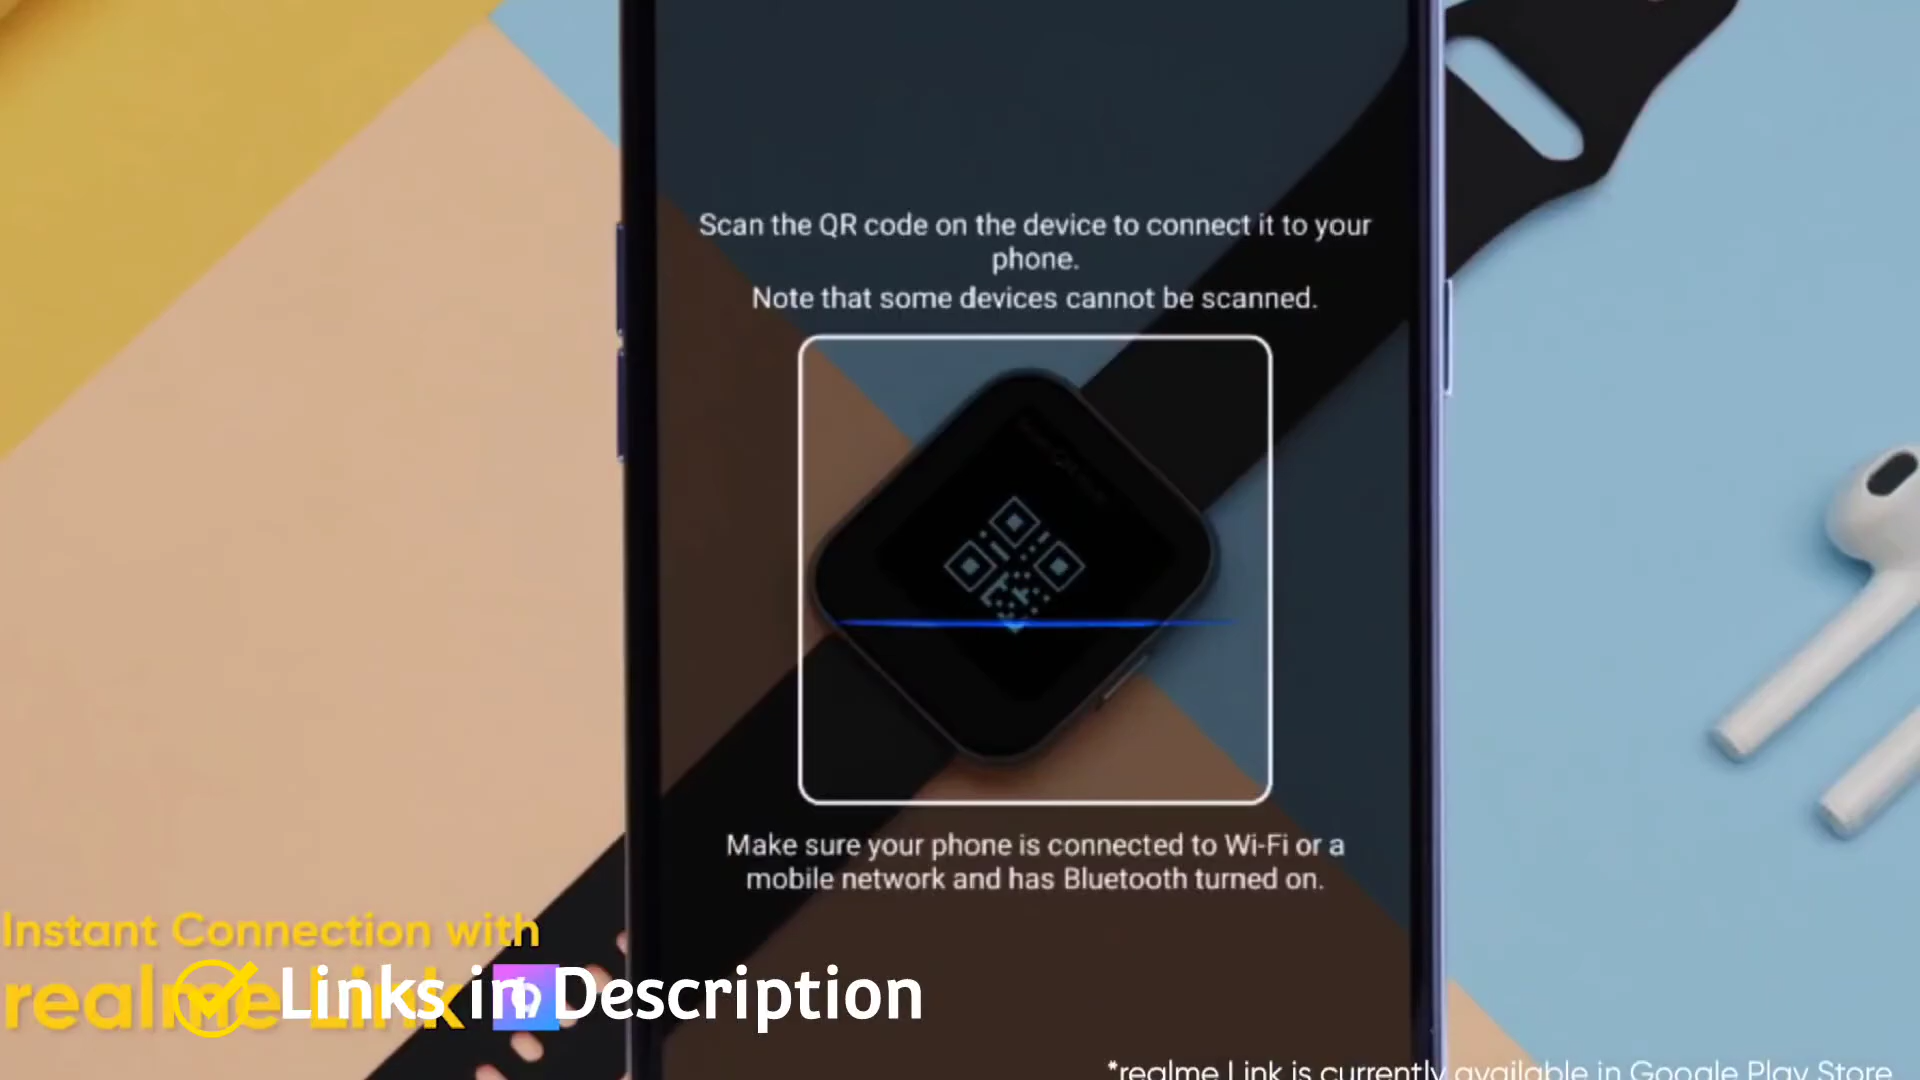 Scan the QR code on the device to connect it to your
phone.
Note that some devices cannot be scanned.
Make sure your phone is connected to Wi-Fi or a
mobile network and has Bluetooth turned on.
Instant Connection with
realme Link
Links in Description
*realme Link is currently available in Google Play Store